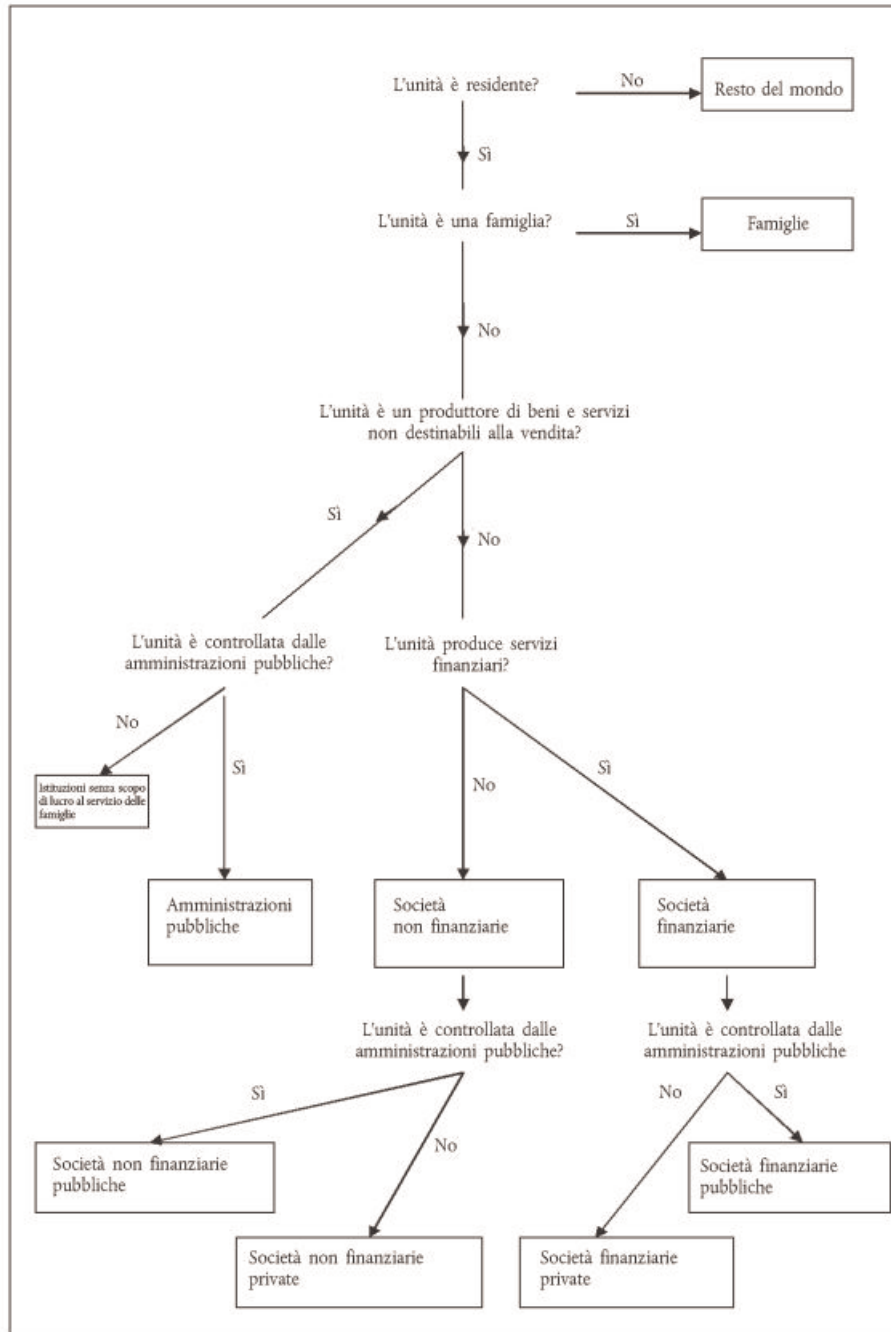 L'unità è residente?
No
Resto del mondo
Sì
L'unità è una famiglia?
Sì
Famiglie
No
L'unità è un produttore di beni e servizi
non destinabili alla vendita?
Sì
No
L'unità è controllata dalle
amministrazioni pubbliche?
L'unità produce servizi
finanziari?
No
Sì
No
Sì
Istituzioni senza scopo
di lucro al servizio delle
famiglie
Amministrazioni
pubbliche
Società
non finanziarie
Società
finanziarie
L'unità è controllata dalle
amministrazioni pubbliche?
L'unità è controllata dalle
amministrazioni pubbliche
Sì
No
No
Sì
Società non finanziarie
pubbliche
Società finanziarie
pubbliche
Società non finanziarie
private
Società finanziarie
private